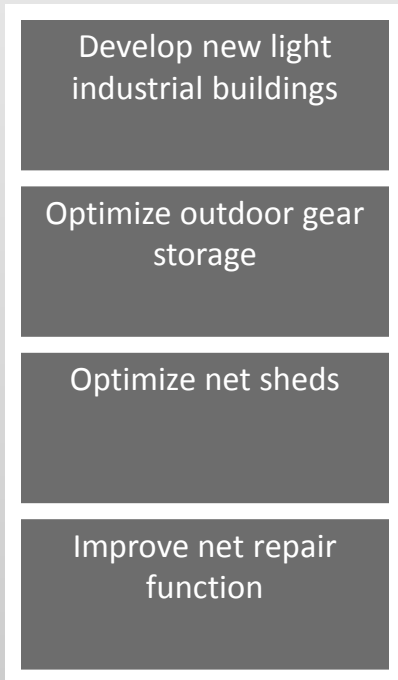 Develop new light
industrial buildings
Optimize outdoor gear
storage
Optimize net sheds
Improve net repair
function